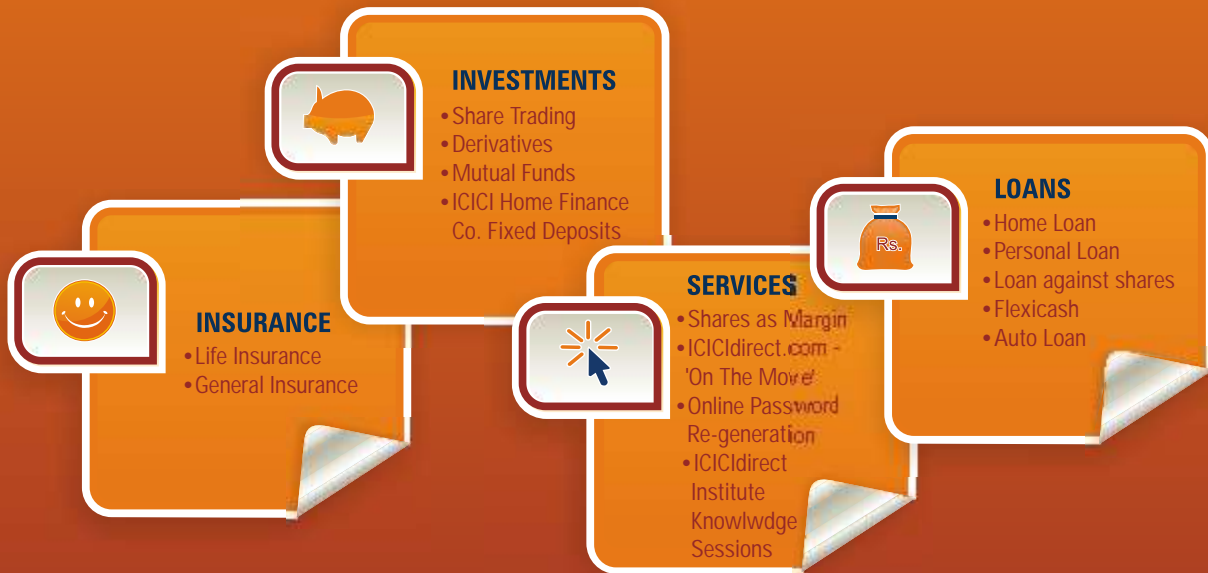 INVESTMENTS
•Share Trading
•Derivatives
•Mutual Funds
•ICICI Home Finance
Co. Fixed Deposits
INSURANCE
•Life Insurance
•General Insurance
SERVICES
•Shares as Margin
•ICICIdirect.com -
'On The Move'
•Online Password
Re-generation
•ICICIdirect
Institute
Knowlwdge
Sessions
Rs.
LOANS
•Home Loan
•Personal Loan
•Loan against shares
•Flexicash
•Auto Loan